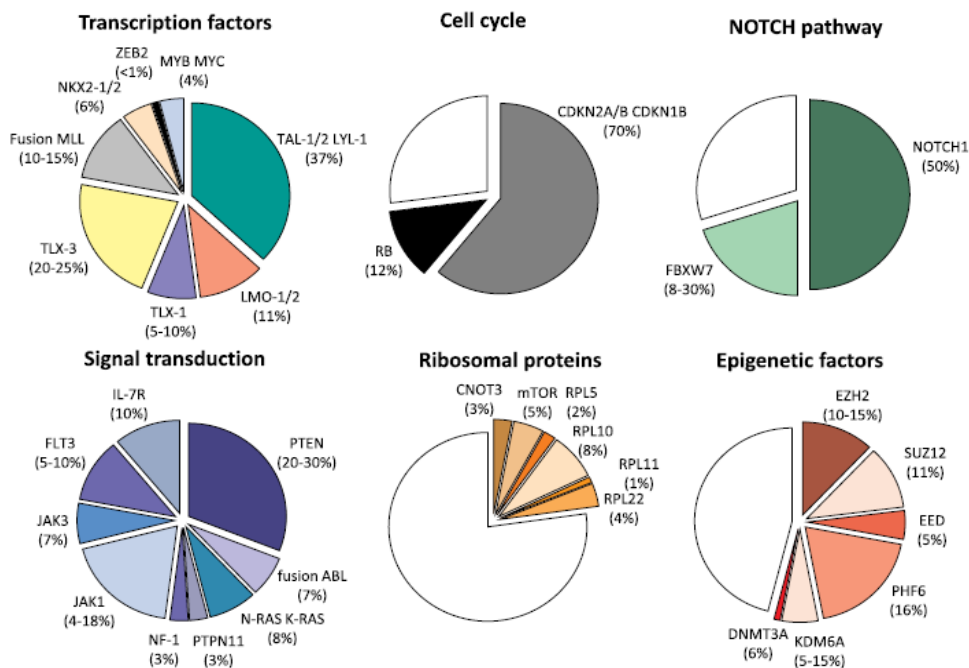 Transcription factors
ZEB2
(<1%)
MYB MYC
(4%)
NKX2-1/2
(6%)
Fusion MLL
(10-15%)
TAL-1/2 LYL-1
(37%)
TLX-3
(20-25%)
TLX-1
(5-10%)
LMO-1/2
(11%)
Cell cycle
CDKN2A/B CDKN1B
(70%)
RB
(12%)
NOTCH pathway
NOTCH1
(50%)
FBXW7
(8-30%)
Signal transduction
IL-7R
(10%)
PTEN
(20-30%)
FLT3
(5-10%)
JAK3
(7%)
fusion ABL
(7%)
JAK1
(4-18%)
N-RAS K-RAS
(8%)
NF-1
(3%)
PTPN11
(3%)
Ribosomal proteins
CNOT3
(3%)
mTOR
(5%)
RPL5
(2%)
RPL10
(8%)
RPL11
(1%)
RPL22
(4%)
Epigenetic factors
EZH2
(10-15%)
SUZ12
(11%)
EED
(5%)
PHF6
(16%)
DNMT3A
(6%)
KDM6A
(5-15%)